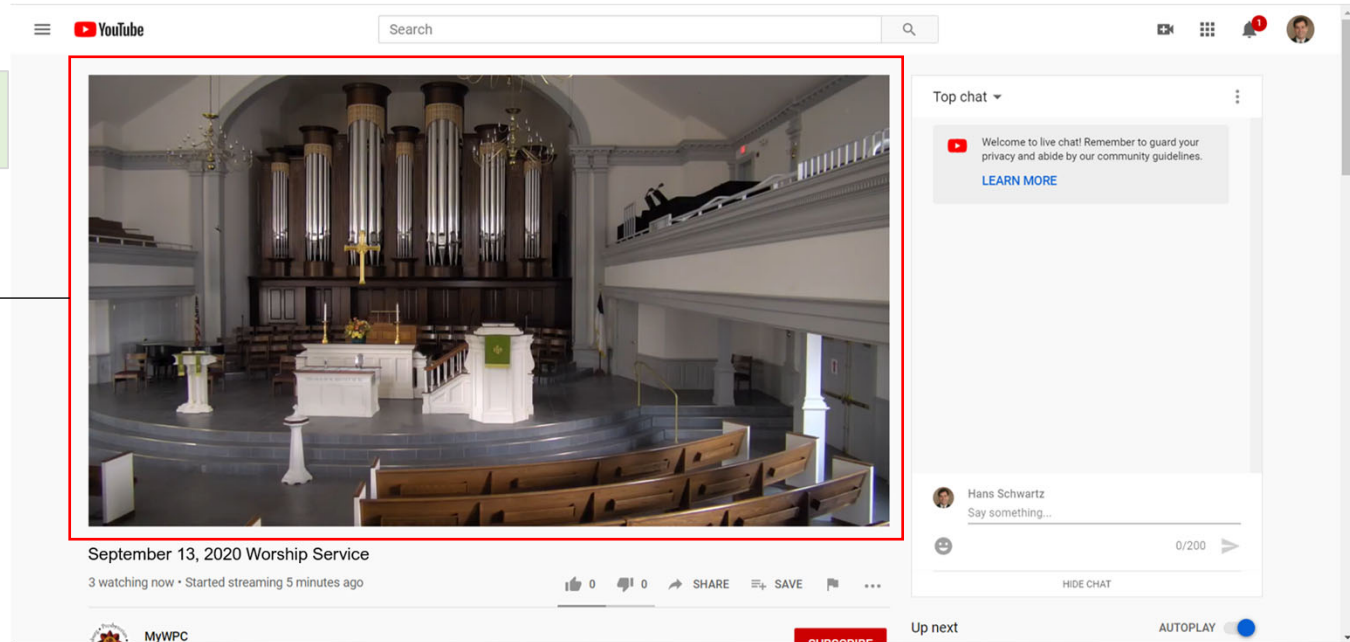 YouTube
Search
1
Top chat
Welcome to live chat! Remember to guard your
privacy and abide by our community guidelines.
LEARN MORE
Hans Schwartz
Say something...
0/200
HIDE CHAT
September 13, 2020 Worship Service
3 watching now • Started streaming 5 minutes ago
0
0
SHARE
SAVE
MyWPC
SUBSCRIBE
Up next
AUTOPLAY